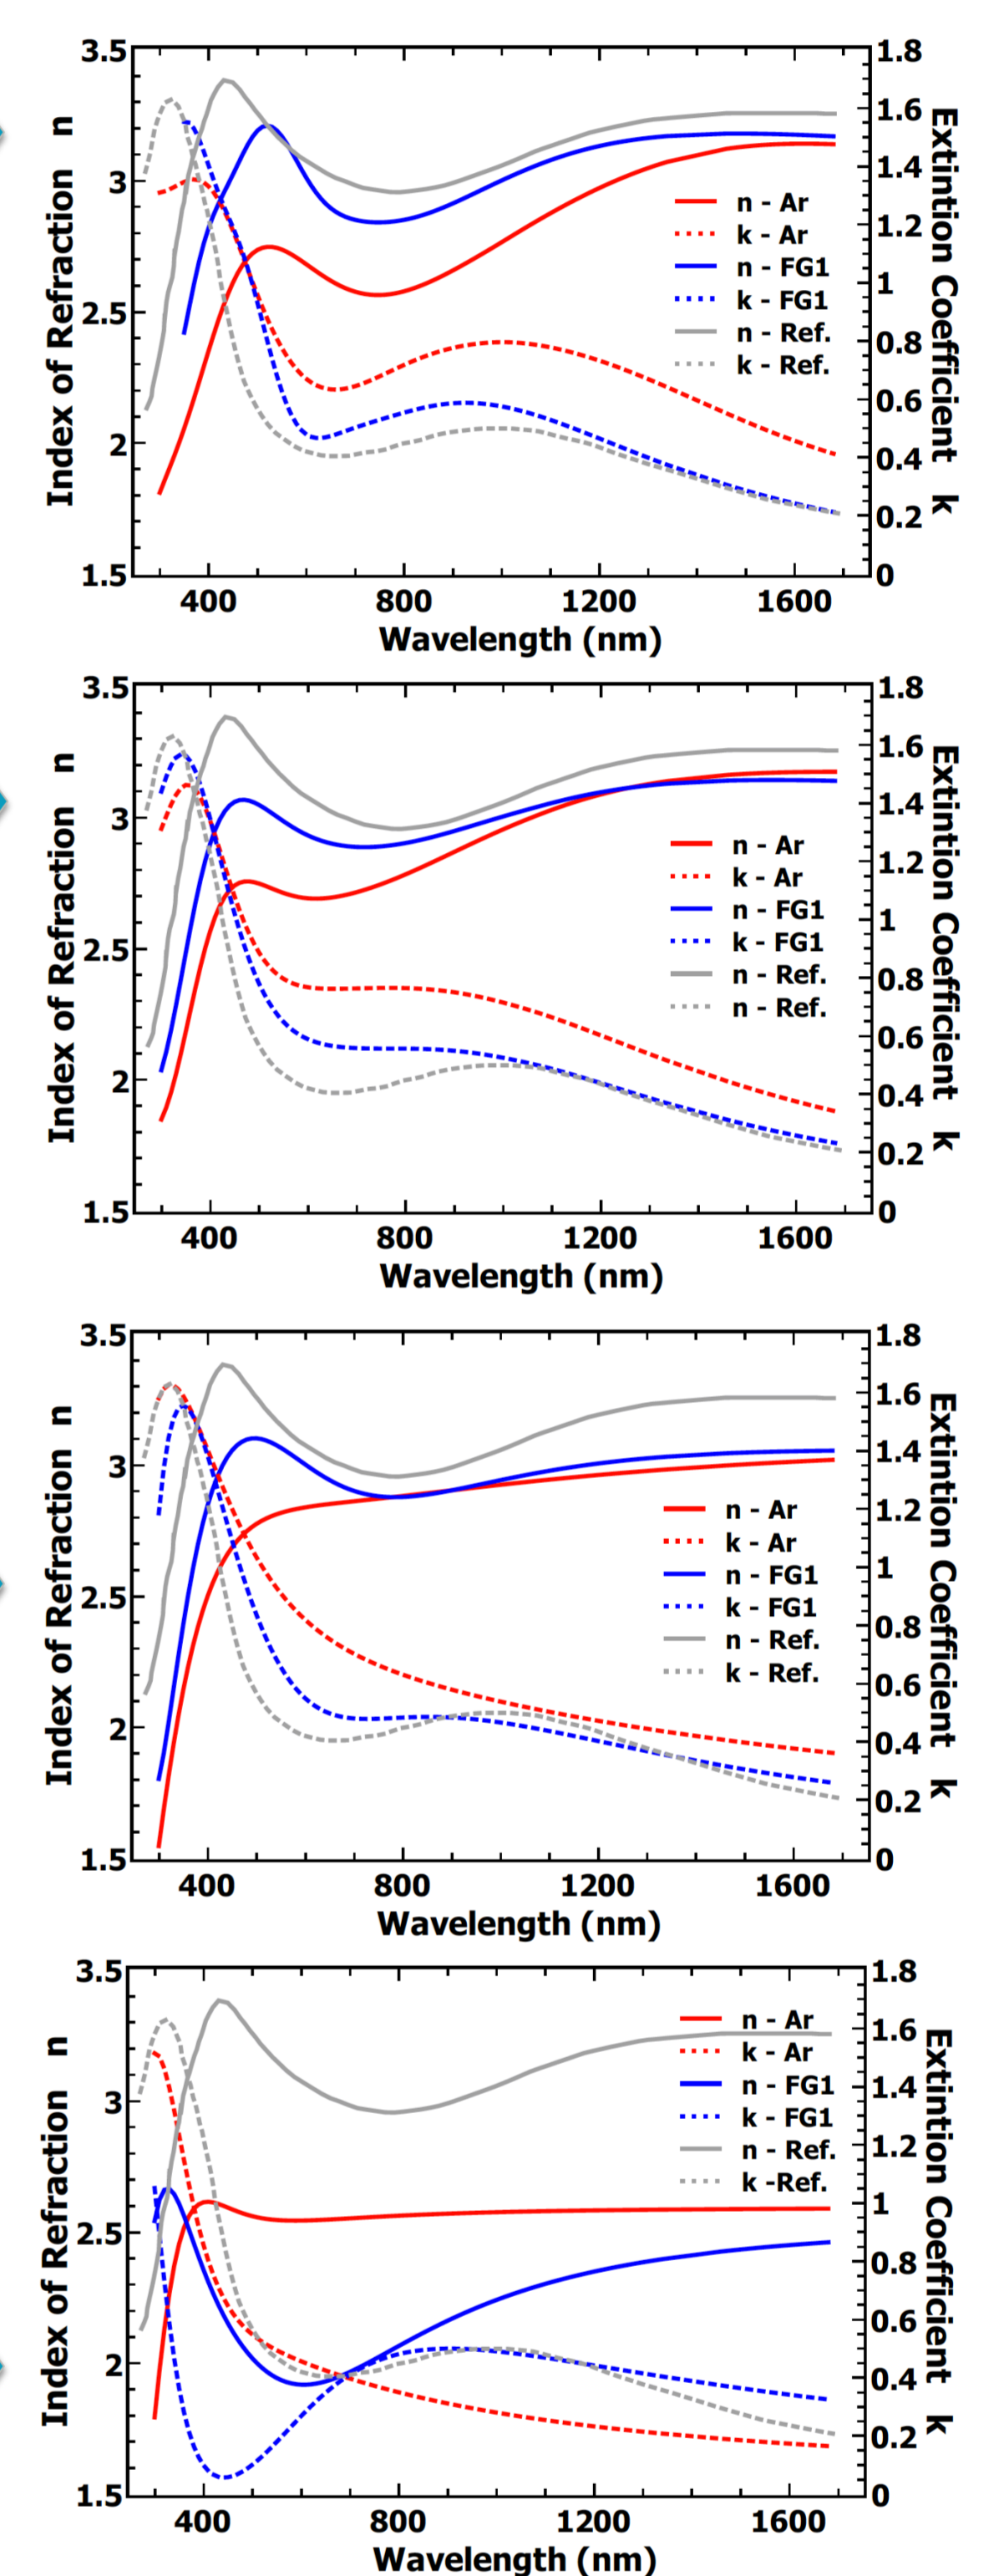 3.5
3
2.5
2
1.5
Index of Refraction n
1.8
1.6
1.4
1.2
1
0.8
0.6
0.4
0.2
0
Extintion Coefficient k
n - Ar
k - Ar
n - FG1
k - FG1
n - Ref.
k - Ref.
400 800 1200 1600
Wavelength (nm)
3.5
3
2.5
2
1.5
Index of Refraction n
1.8
1.6
1.4
1.2
1
0.8
0.6
0.4
0.2
0
Extintion Coefficient k
n - Ar
k - Ar
n - FG1
k - FG1
n - Ref.
n - Ref.
400 800 1200 1600
Wavelength (nm)
3.5
3
2.5
2
1.5
Index of Refraction n
1.8
1.6
1.4
1.2
1
0.8
0.6
0.4
0.2
0
Extintion Coefficient k
n - Ar
k - Ar
n - FG1
k - FG1
n - Ref.
k - Ref.
400 800 1200 1600
Wavelength (nm)
3.5
3
2.5
2
1.5
Index of Refraction n
1.8
1.6
1.4
1.2
1
0.8
0.6
0.4
0.2
0
Extintion Coefficient k
n - Ar
k - Ar
n - FG1
k - FG1
n - Ref.
k -Ref.
400 800 1200 1600
Wavelength (nm)